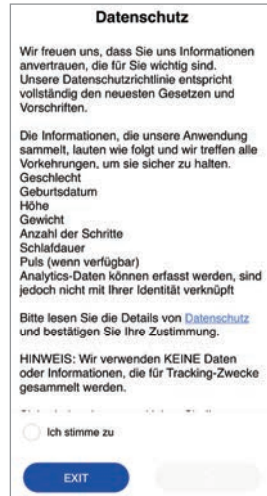 Datenschutz
Wir freuen uns, dass Sie uns Informationen
anvertrauen, die für Sie wichtig sind.
Unsere Datenschutzrichtlinie entspricht
vollständig den neuesten Gesetzen und
Vorschriften.
Die Informationen, die unsere Anwendung
sammelt, lauten wie folgt und wir treffen alle
Vorkehrungen, um sie sicher zu halten.
Geschlecht
Geburtsdatum
Höhe
Gewicht
Anzahl der Schritte
Schlafdauer
Puls (wenn verfügbar)
Analytics-Daten können erfasst werden, sind
jedoch nicht mit Ihrer Identität verknüpft
Bitte lesen Sie die Details von Datenschutz
und bestätigen Sie Ihre Zustimmung.
HINWEIS: Wir verwenden KEINE Daten
oder Informationen, die für Tracking-Zwecke
gesammelt werden.
Ich stimme zu
EXIT